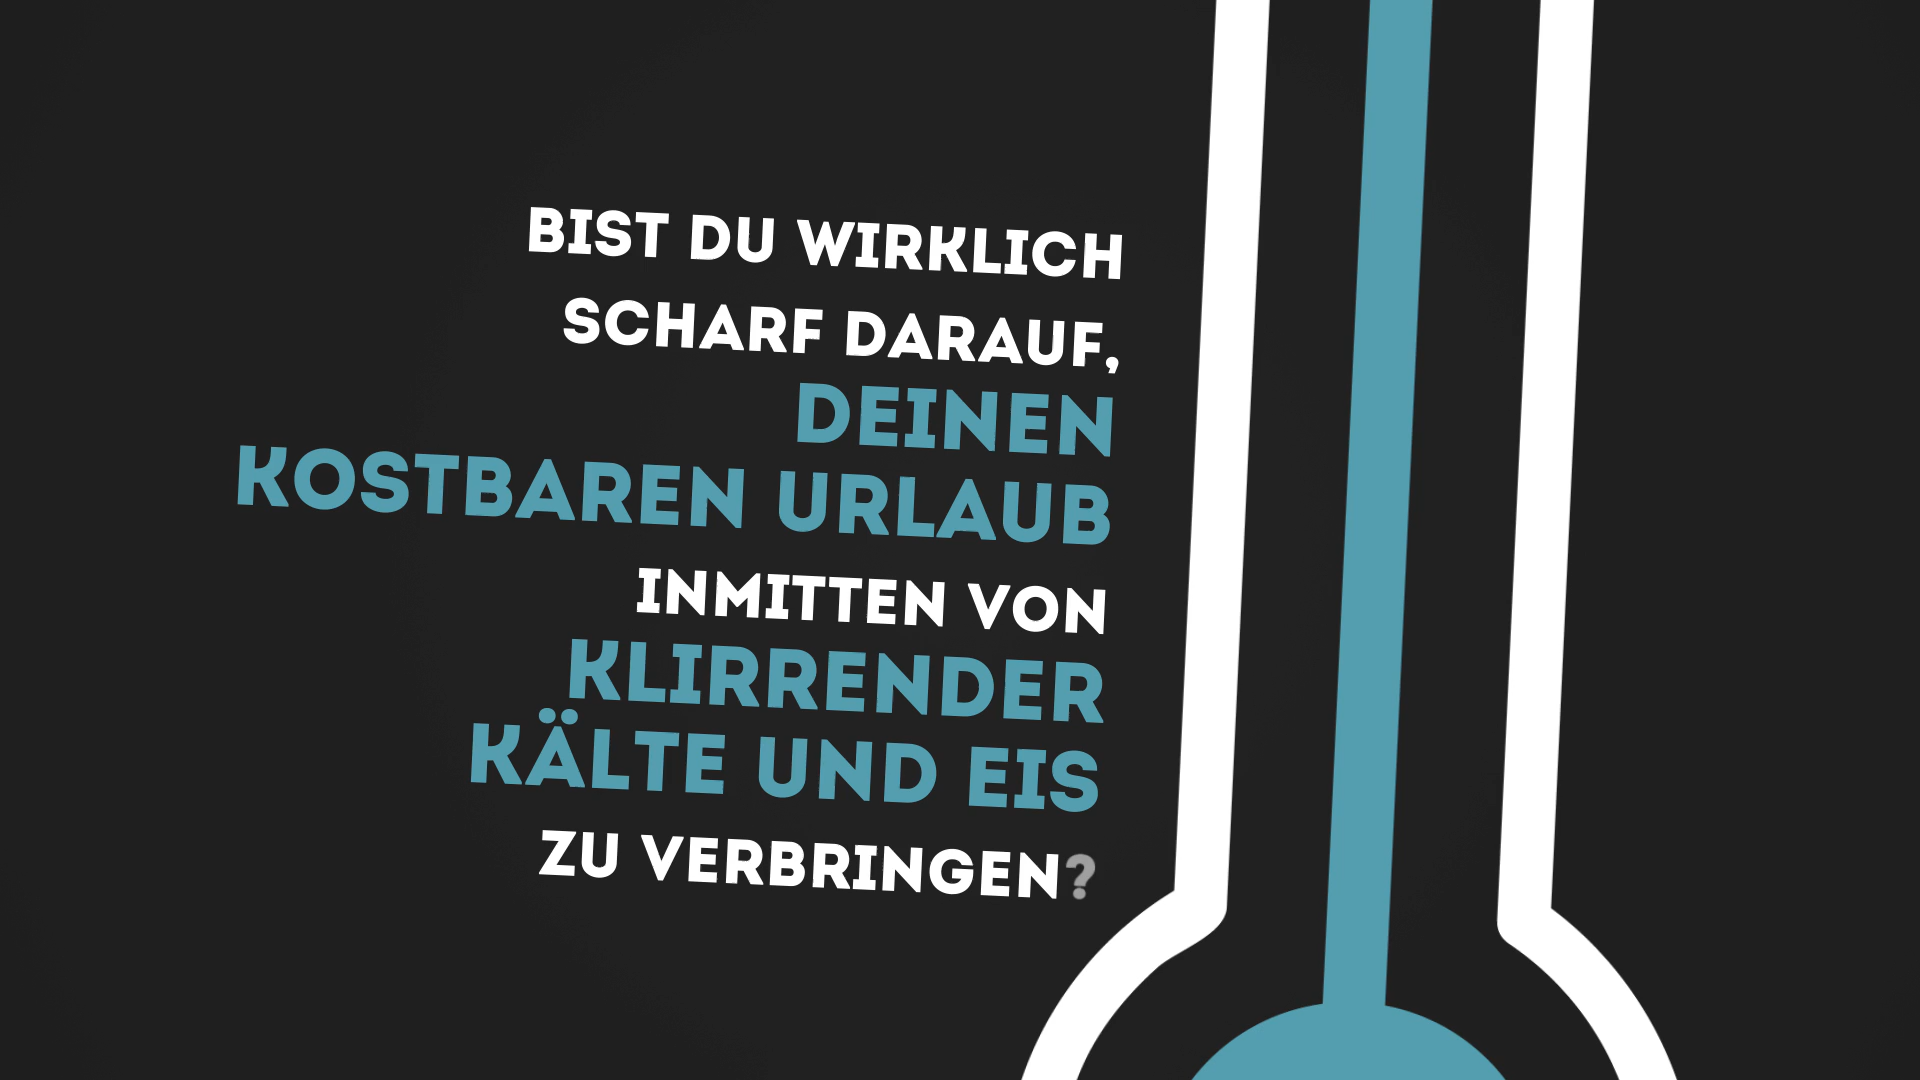 BIST DU WIRKLICH
SCHARF DARAUF,
DEINEN
KOSTBAREN URLAUB
INMITTEN VON
KLIRRENDER
KÄLTE UND EIS
ZU VERBRINGEN?